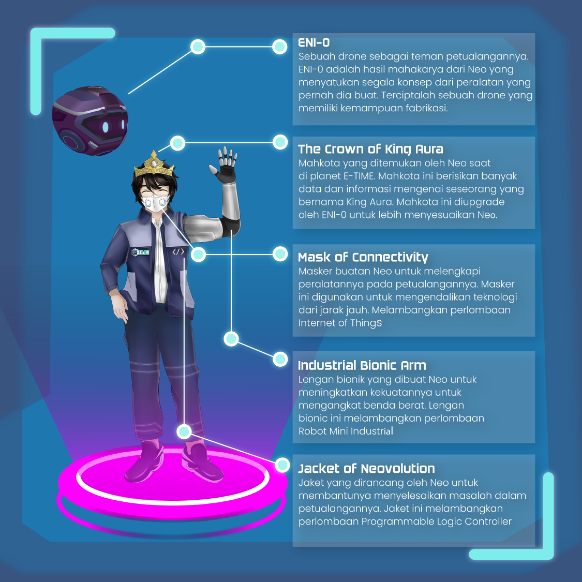 ENI-0
Sebuah drone sebagai teman petualangannya.
ENI-0 adalah hasil mahakarya dari Neo yang
menyatukan segala konsep dari peralatan yang
pernah dia buat. Terciptalah sebuah drone yang
memiliki kemampuan fabrikasi.
The Crown of King Aura
Mahkota yang ditemukan oleh Neo saat
di planet E-TIME. Mahkota ini berisikan banyak
data dan informasi mengenai seseorang yang
bernama King Aura. Mahkota ini diupgrade
oleh ENI-0 untuk lebih menyesuaikan Neo.
Mask of Connectivity
Masker buatan Neo untuk melengkapi
peralatannya pada petualangannya. Masker
ini digunakan untuk mengendalikan teknologi
dari jarak jauh. Melambangkan perlombaan
Internet of Things
Industrial Bionic Arm
Lengan bionik yang dibuat Neo untuk
meningkatkan kekuatannya untuk
mengangkat benda berat. Lengan
bionic ini melambangkan perlombaan
Robot Mini Industrial
Jacket of Neovolution
Jaket yang dirancang oleh Neo untuk
membantunya menyelesaikan masalah dalam
petualangannya. Jaket ini melambangkan
perlombaan Programmable Logic Controller